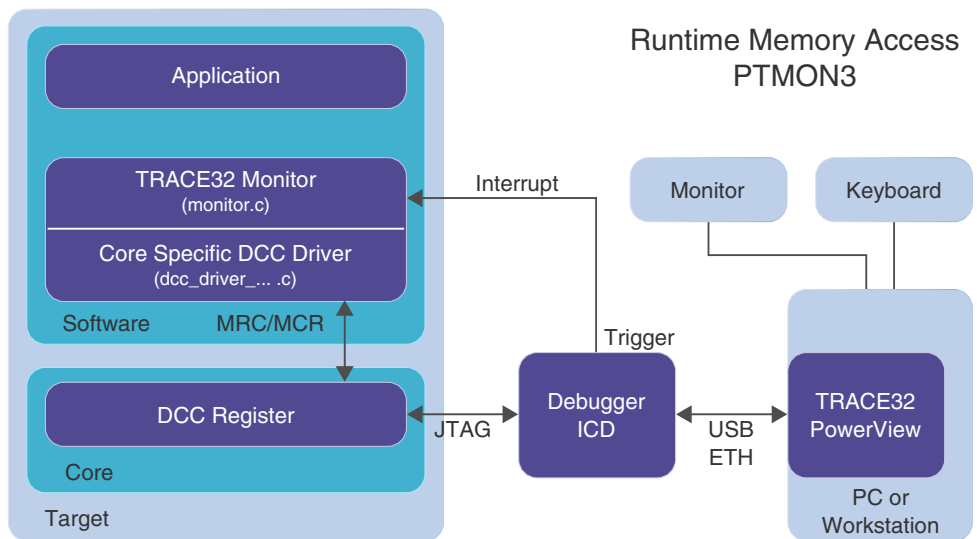 Runtime Memory Access
PTMON3
Application
TRACE32 Monitor
(monitor.c)
Core Specific DCC Driver
(dcc_driver_... .c)
Software
MRC/MCR
Interrupt
Monitor
Keyboard
Trigger
DCC Register
JTAG
Debugger
ICD
USB
ETH
TRACE32
PowerView
Core
Target
PC or
Workstation